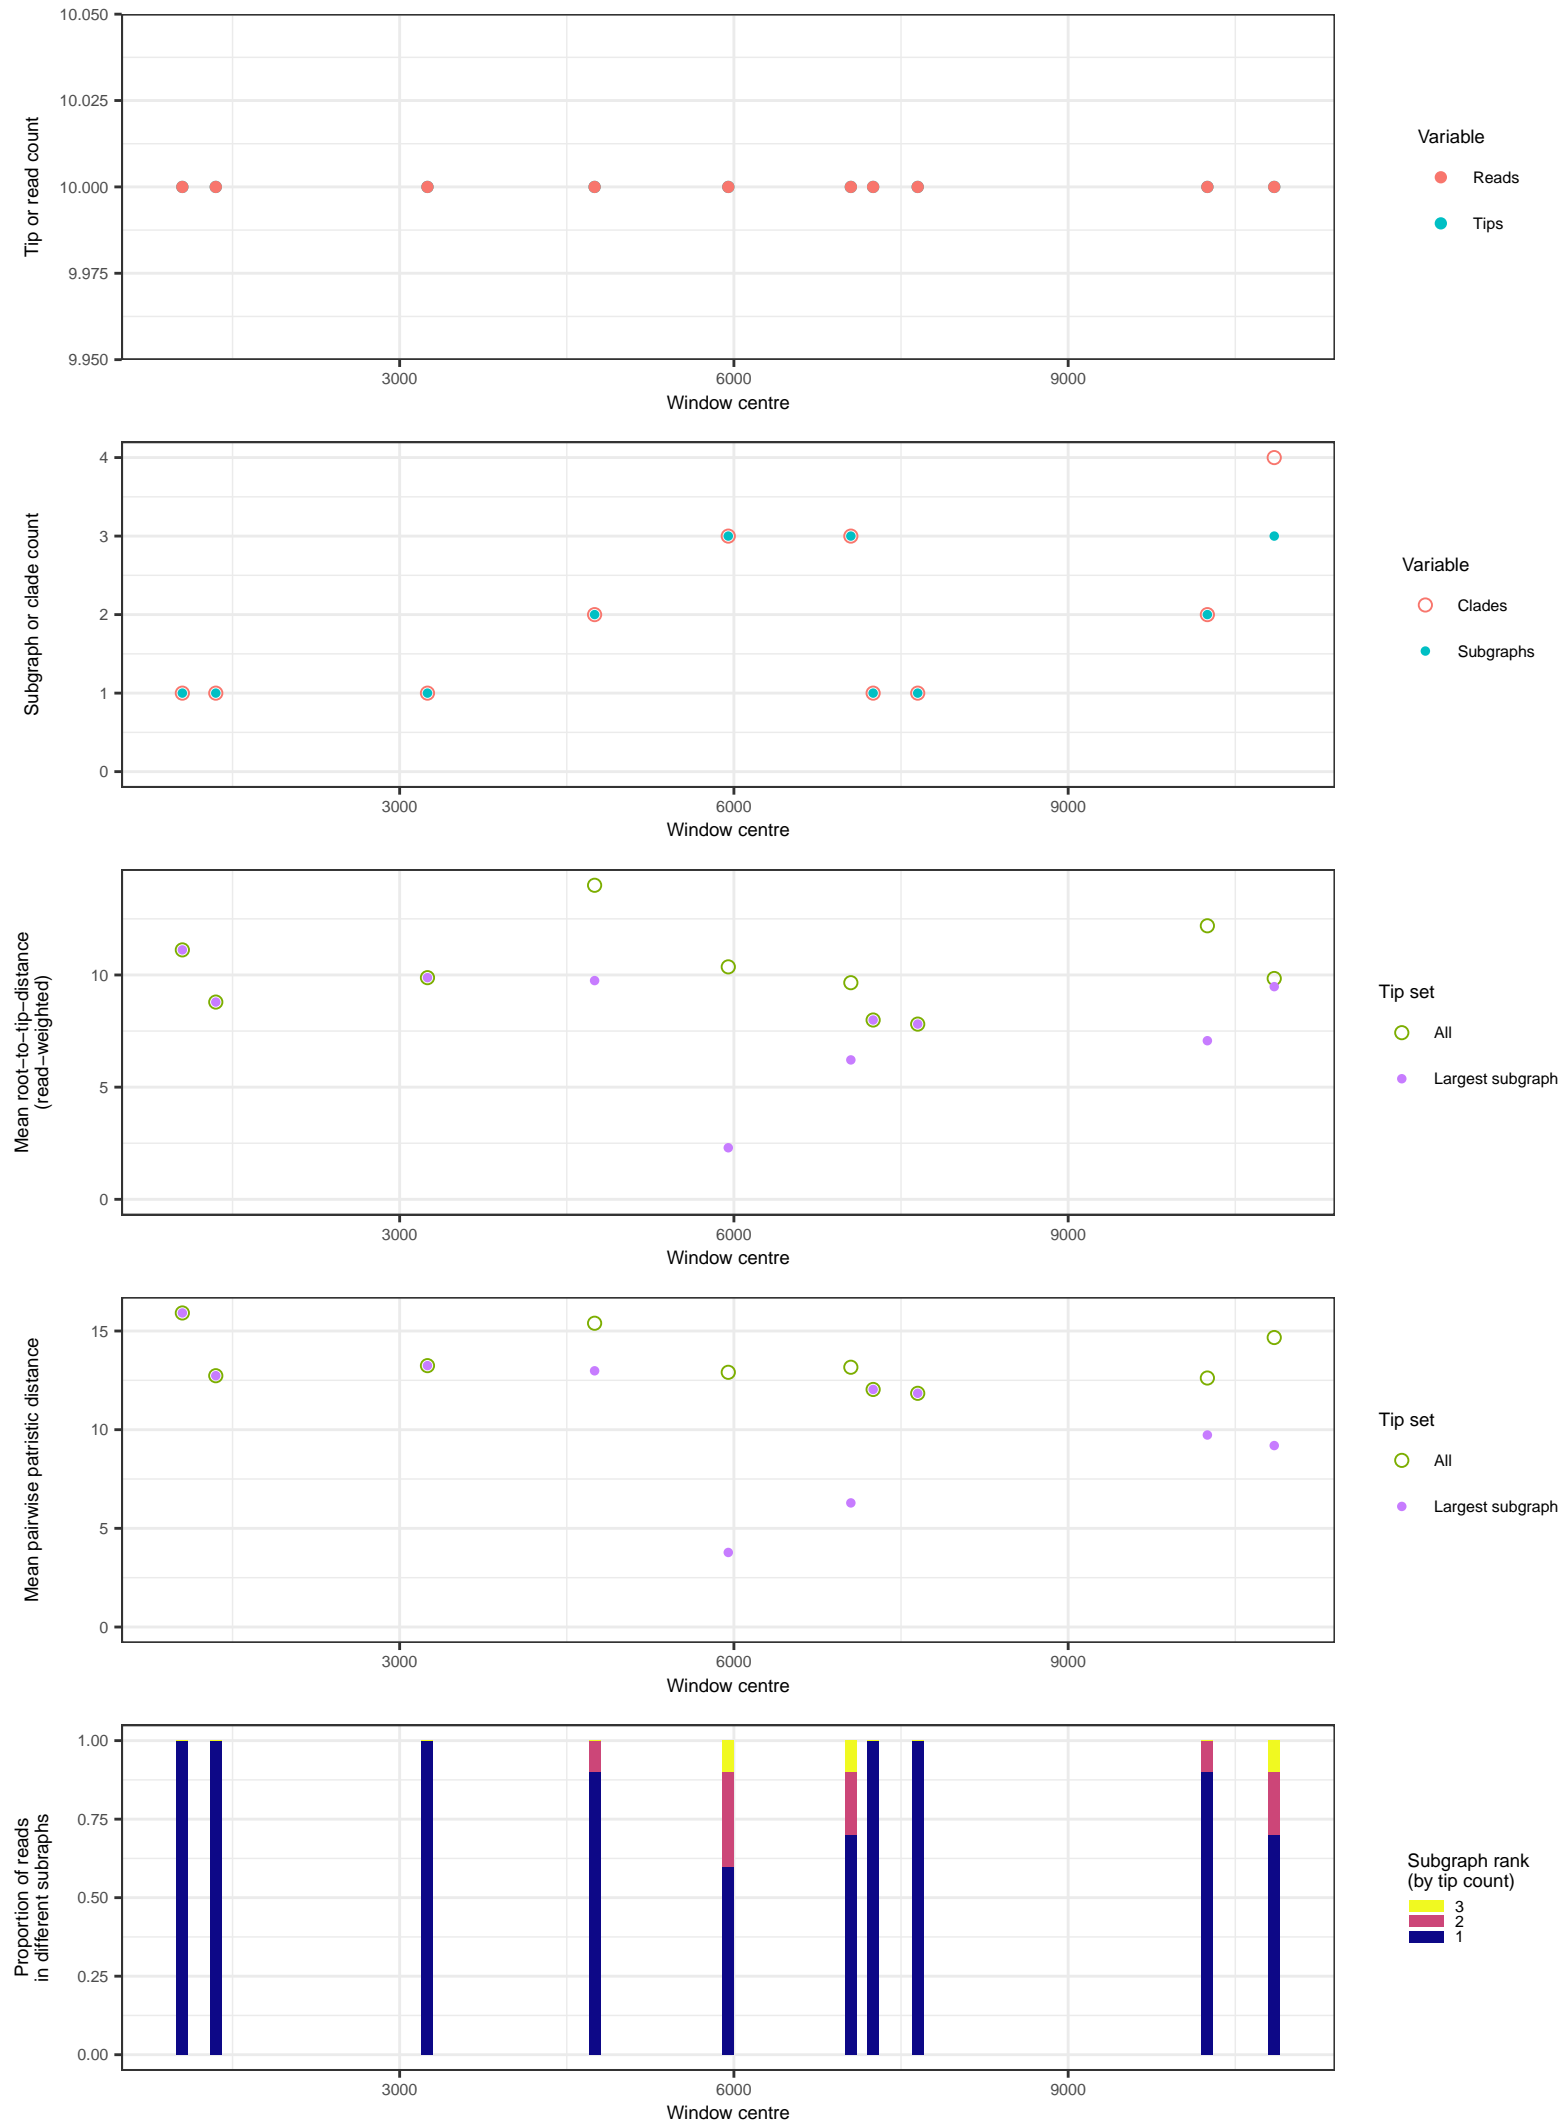 10.050
10.025
10.000
9.975
9.950
Tip or read count
3000 6000 9000
Window centre
Variable
Reads
Tips
4
3
2
1
0
Subgraph or clade count
3000 6000 9000
Window centre
Variable
Clades
Subgraphs
10
5
0
Mean root−to−tip−distance
(read−weighted)
3000 6000 9000
Window centre
Tip set
All
Largest subgraph
15
10
5
0
Mean pairwise patristic distance
3000 6000 9000
Window centre
Tip set
All
Largest subgraph
1.00
0.75
0.50
0.25
0.00
Proportion of reads
in different subraphs
3000 6000 9000
Window centre
Subgraph rank
(by tip count)
3
2
1